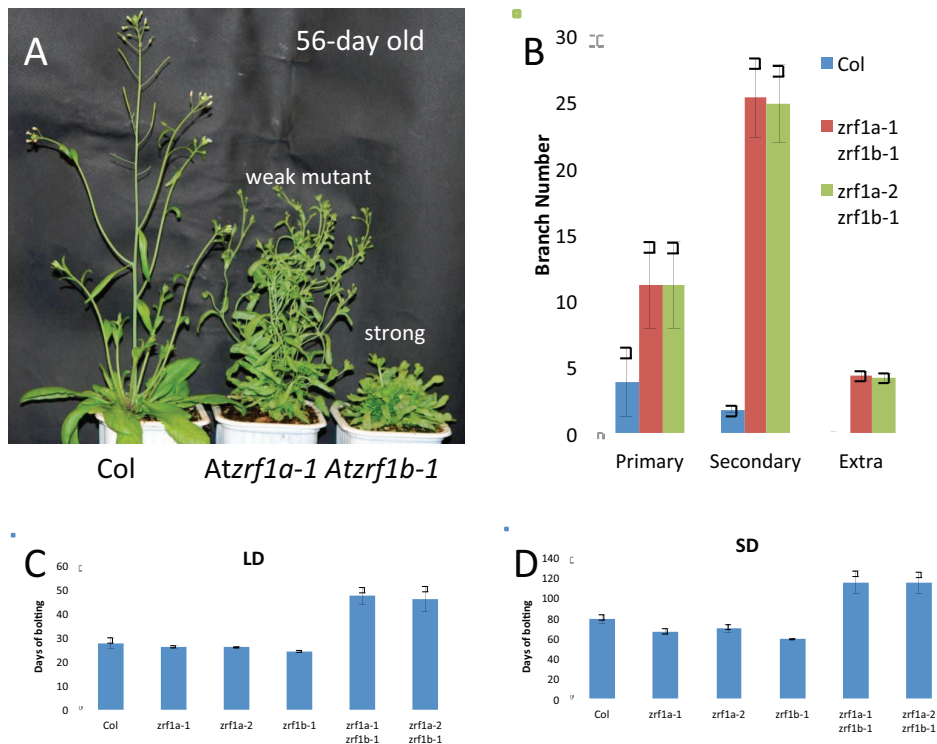 A
56-day old
weak mutant
strong
Col
Atzrf1a-1 Atzrf1b-1
B
Branch Number
30
25
20
15
10
5
0
Primary
Secondary
Extra
Col
zrf1a-1
zrf1b-1
zrf1a-2
zrf1b-1
C
LD
Days of bolting
60
50
40
30
20
10
0
Col
zrf1a-1
zrf1a-2
zrf1b-1
zrf1a-1
zrf1b-1
zrf1a-2
zrf1b-1
D
SD
Days of bolting
140
120
100
80
60
40
20
0
Col
zrf1a-1
zrf1a-2
zrf1b-1
zrf1a-1
zrf1b-1
zrf1a-2
zrf1b-1